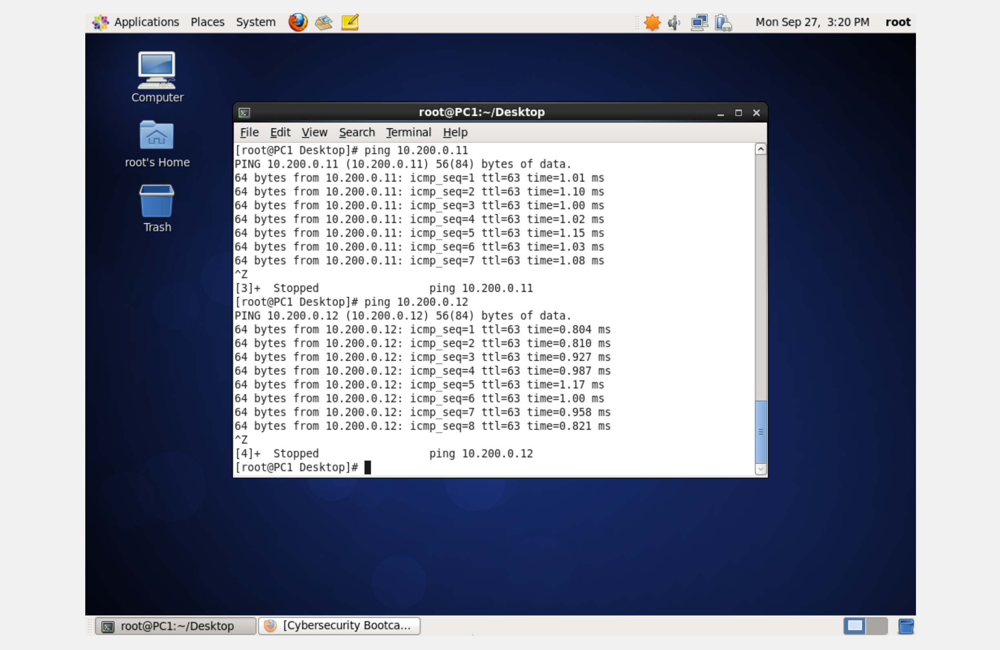 Applications Places System Mon Sep 27, 3:20 PM root
Computer
root's Home
Trash
root@PC1:~/Desktop
File Edit View Search Terminal Help
[root@PC1 Desktop]# ping 10.200.0.11
PING 10.200.0.11 (10.200.0.11) 56(84) bytes of data.
64 bytes from 10.200.0.11: icmp_seq=1 ttl=63 time=1.01 ms
64 bytes from 10.200.0.11: icmp_seq=2 ttl=63 time=1.10 ms
64 bytes from 10.200.0.11: icmp_seq=3 ttl=63 time=1.00 ms
64 bytes from 10.200.0.11: icmp_seq=4 ttl=63 time=1.02 ms
64 bytes from 10.200.0.11: icmp_seq=5 ttl=63 time=1.15 ms
64 bytes from 10.200.0.11: icmp_seq=6 ttl=63 time=1.03 ms
64 bytes from 10.200.0.11: icmp_seq=7 ttl=63 time=1.08 ms
^Z
[3]+  Stopped                 ping 10.200.0.11
[root@PC1 Desktop]# ping 10.200.0.12
PING 10.200.0.12 (10.200.0.12) 56(84) bytes of data.
64 bytes from 10.200.0.12: icmp_seq=1 ttl=63 time=0.804 ms
64 bytes from 10.200.0.12: icmp_seq=2 ttl=63 time=0.810 ms
64 bytes from 10.200.0.12: icmp_seq=3 ttl=63 time=0.927 ms
64 bytes from 10.200.0.12: icmp_seq=4 ttl=63 time=0.987 ms
64 bytes from 10.200.0.12: icmp_seq=5 ttl=63 time=1.17 ms
64 bytes from 10.200.0.12: icmp_seq=6 ttl=63 time=1.00 ms
64 bytes from 10.200.0.12: icmp_seq=7 ttl=63 time=0.958 ms
64 bytes from 10.200.0.12: icmp_seq=8 ttl=63 time=0.821 ms
^Z
[4]+  Stopped                 ping 10.200.0.12
[root@PC1 Desktop]#
root@PC1:~/Desktop [Cybersecurity Bootca...